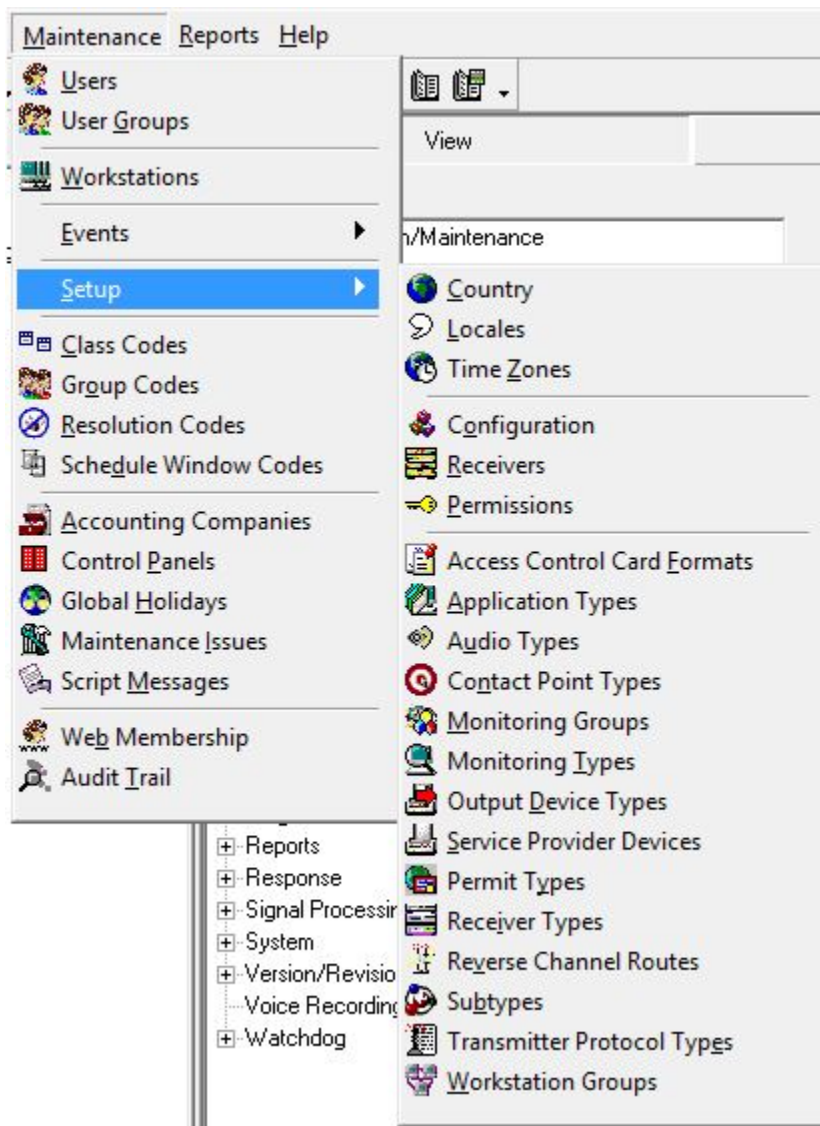 Maintenance Reports Help
Users
User Groups
Workstations
Events
Setup
Class Codes
Group Codes
Resolution Codes
Schedule Window Codes
Accounting Companies
Control Panels
Global Holidays
Maintenance Issues
Script Messages
Web Membership
Audit Trail
View
n/Maintenance
Country
Locales
Time Zones
Configuration
Receivers
Permissions
Access Control Card Formats
Application Types
Audio Types
Contact Point Types
Monitoring Groups
Monitoring Types
Output Device Types
Service Provider Devices
Permit Types
Receiver Types
Reverse Channel Routes
Subtypes
Transmitter Protocol Types
Workstation Groups
Reports
Response
Signal Processin
System
Version/Revisio
Voice Recording
Watchdog